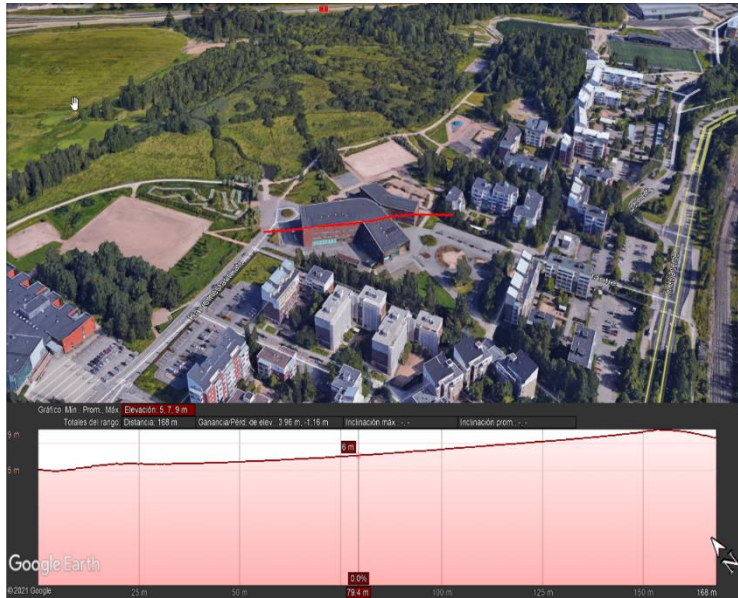 Gráfico: Mín., Prom., Máx. Elevación: 5, 7, 9 m
Totales del rango: Distancia: 168 m Ganancia/Pérd. de elev.: 3.96 m, -1.16 m Inclinación máx.: -, - Inclinación prom.: -, -
9 m
6 m
5 m
Google Earth
N
0.0%
©2021 Google
25 m 50 m 79.4 m 100 m 125 m 150 m 168 m